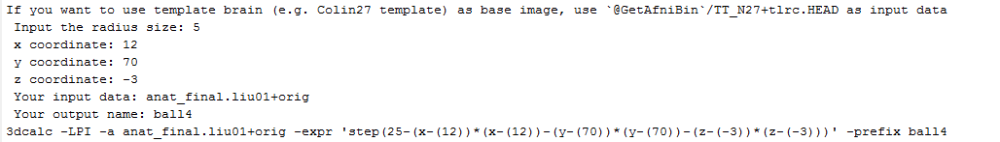 If you want to use template brain (e.g. Colin27 template) as base image, use `@GetAfniBin`/TT_N27+tlrc.HEAD as input data
Input the radius size: 5
x coordinate: 12
y coordinate: 70
z coordinate: -3
Your input data: anat_final.liu01+orig
Your output name: ball4
3dcalc -LPI -a anat_final.liu01+orig -expr 'step(25-(x-(12))*(x-(12))-(y-(70))*(y-(70))-(z-(-3))*(z-(-3)))' -prefix ball4